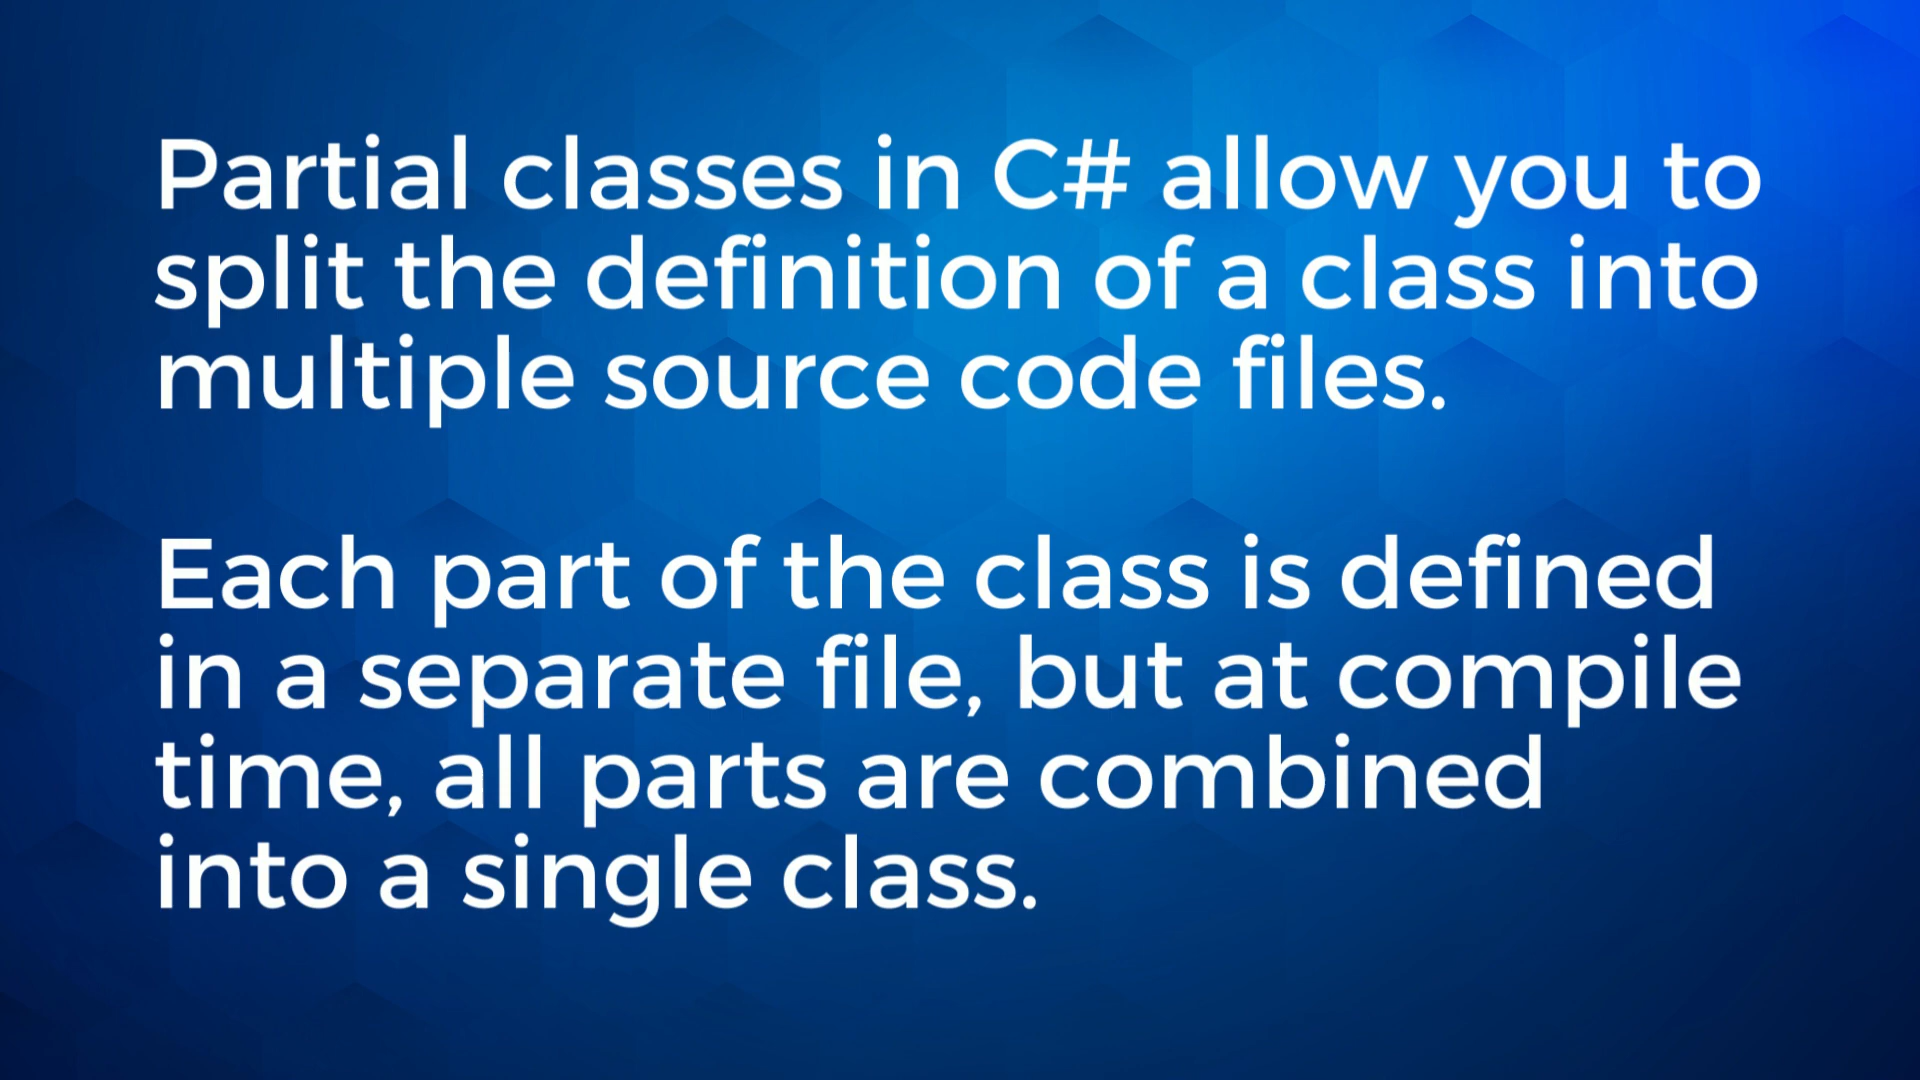 Partial classes in C# allow you to
split the definition of a class into
multiple source code files.
Each part of the class is defined
in a separate file, but at compile
time, all parts are combined
into a single class.